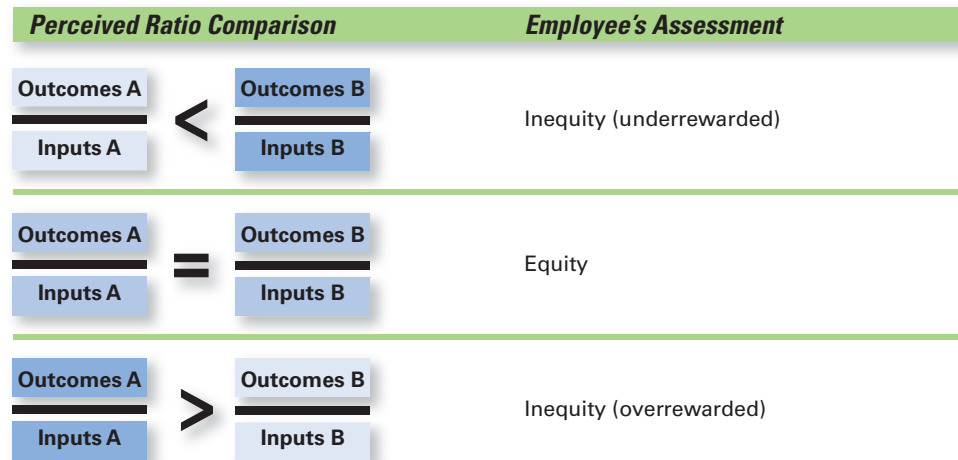 Perceived Ratio Comparison Employee's Assessment
Outcomes A < Outcomes B
Inputs A Inputs B
Inequity (underrewarded)
Outcomes A = Outcomes B
Inputs A Inputs B
Equity
Outcomes A > Outcomes B
Inputs A Inputs B
Inequity (overrewarded)